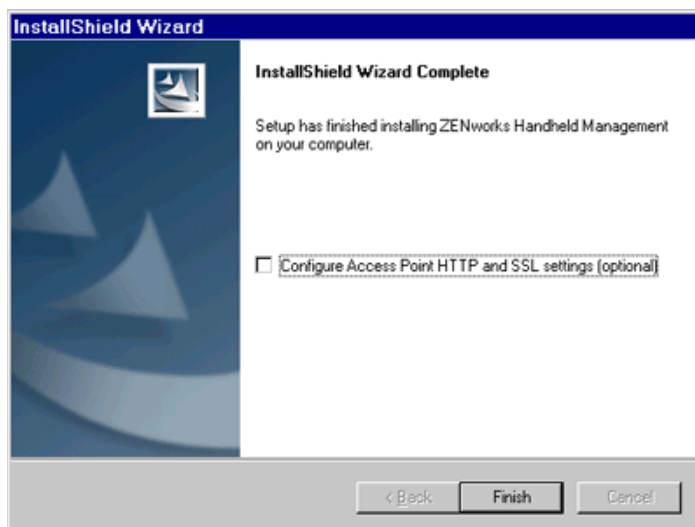 InstallShield Wizard
InstallShield Wizard Complete
Setup has finished installing ZENworks Handheld Management
on your computer.
Configure Access Point HTTP and SSL settings (optional)
< Back
Finish
Cancel